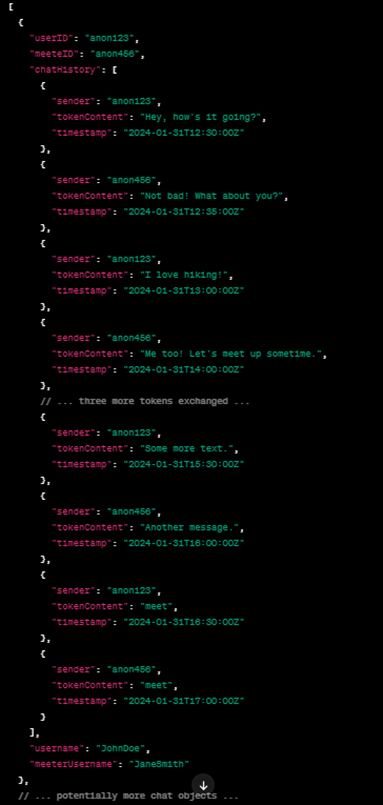 [
{
"userID": "anon123",
"meeteID": "anon456",
"chatHistory": [
{
"sender": "anon123",
"tokenContent": "Hey, how's it going?",
"timestamp": "2024-01-31T12:30:00Z"
},
{
"sender": "anon456",
"tokenContent": "Not bad! What about you?",
"timestamp": "2024-01-31T12:35:00Z"
},
{
"sender": "anon123",
"tokenContent": "I love hiking!",
"timestamp": "2024-01-31T13:00:00Z"
},
{
"sender": "anon456",
"tokenContent": "Me too! Let's meet up sometime.",
"timestamp": "2024-01-31T14:00:00Z"
},
// ... three more tokens exchanged ...
{
"sender": "anon123",
"tokenContent": "Some more text.",
"timestamp": "2024-01-31T15:30:00Z"
},
{
"sender": "anon456",
"tokenContent": "Another message.",
"timestamp": "2024-01-31T16:00:00Z"
},
{
"sender": "anon123",
"tokenContent": "meet",
"timestamp": "2024-01-31T16:30:00Z"
},
{
"sender": "anon456",
"tokenContent": "meet",
"timestamp": "2024-01-31T17:00:00Z"
}
],
"username": "JohnDoe",
"meeterUsername": "JaneSmith"
},
// ... potentially more chat objects ...